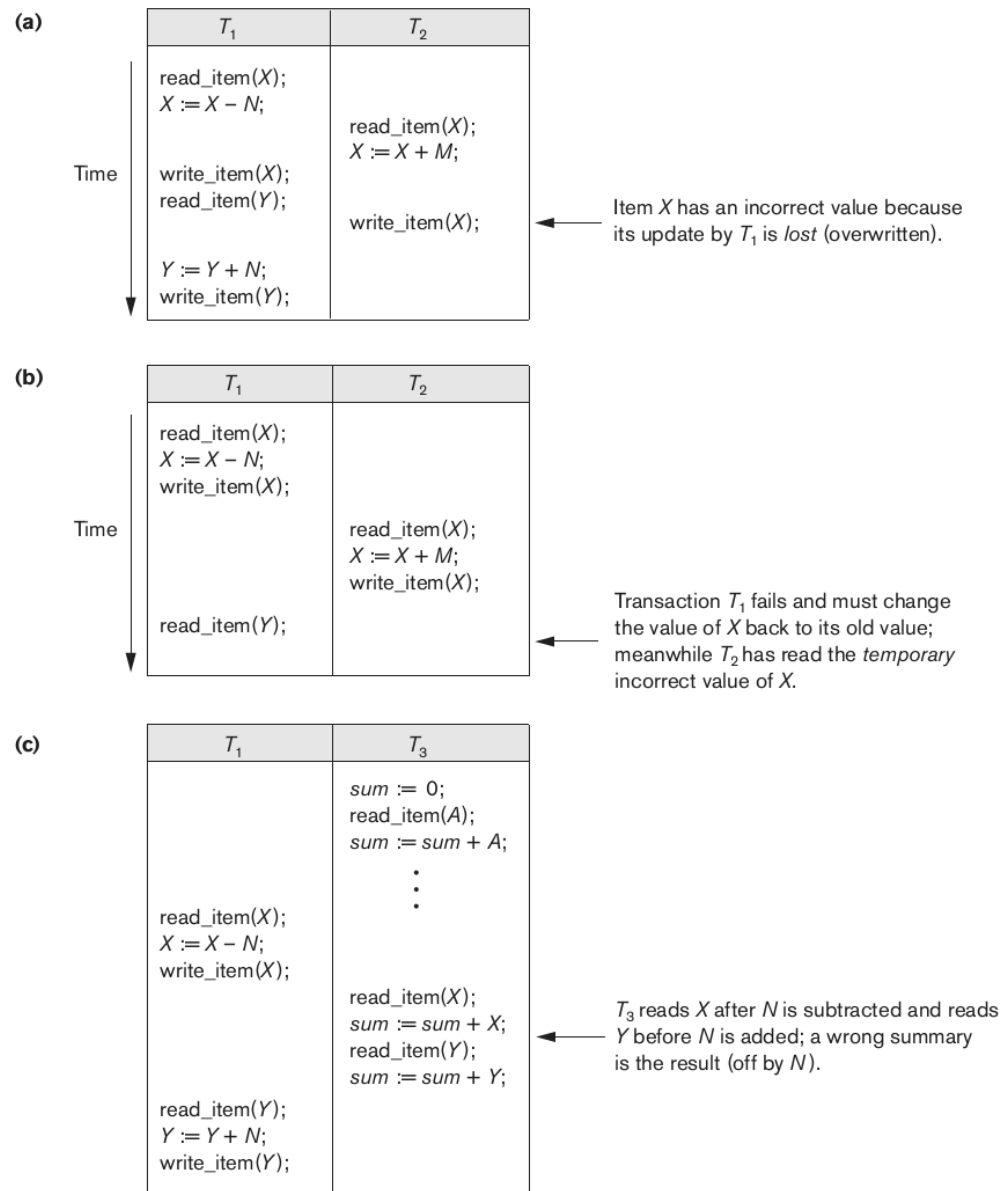 (a)
T₁ T₂
read_item(X);
X := X − N;
read_item(X);
X := X + M;
Time
write_item(X);
read_item(Y);
write_item(X);
Item X has an incorrect value because
its update by T₁ is lost (overwritten).
Y := Y + N;
write_item(Y);
(b)
T₁ T₂
read_item(X);
X := X − N;
write_item(X);
Time
read_item(X);
X := X + M;
write_item(X);
read_item(Y);
Transaction T₁ fails and must change
the value of X back to its old value;
meanwhile T₂ has read the temporary
incorrect value of X.
(c)
T₁ T₃
sum := 0;
read_item(A);
sum := sum + A;
read_item(X);
X := X − N;
write_item(X);
read_item(X);
sum := sum + X;
read_item(Y);
sum := sum + Y;
T₃ reads X after N is subtracted and reads
Y before N is added; a wrong summary
is the result (off by N).
read_item(Y);
Y := Y + N;
write_item(Y);